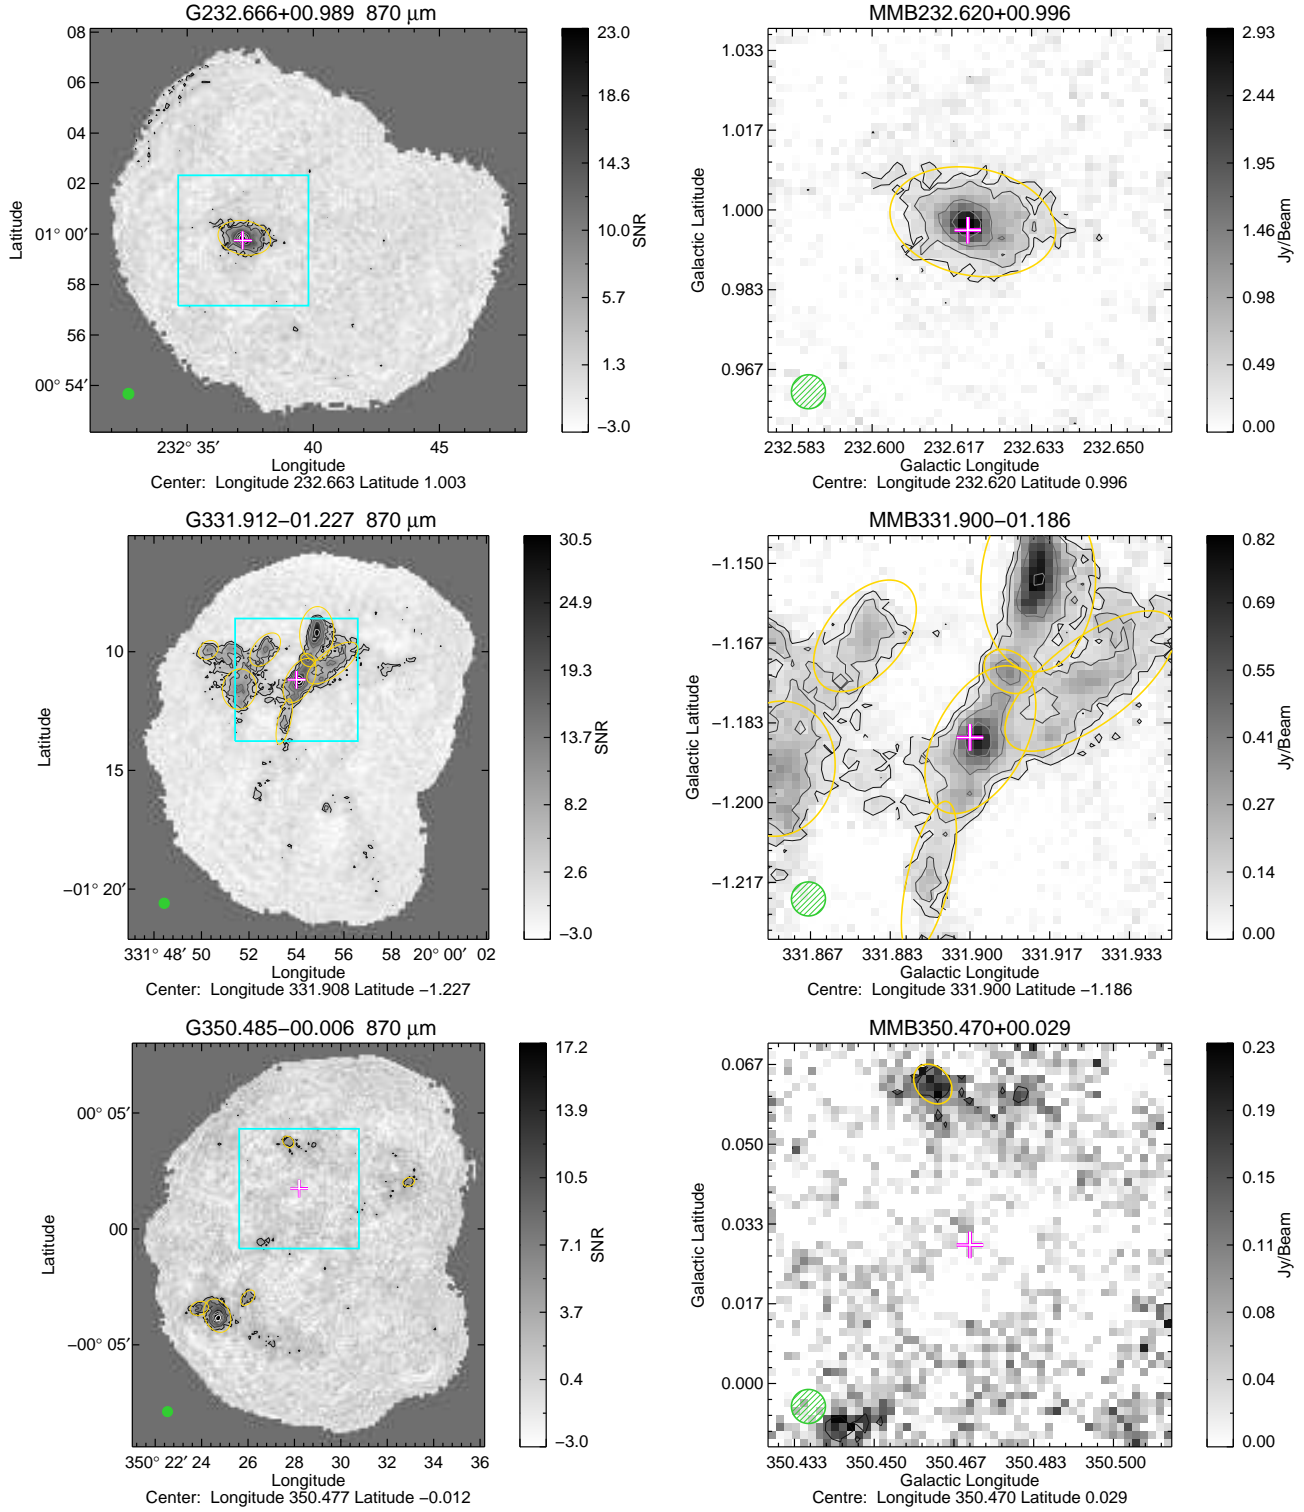 G232.666+00.989 870 μm
08
06
04
02
01° 00′
58
56
00° 54′
Latitude
232° 35′ 40 45
Longitude
Center: Longitude 232.663 Latitude 1.003
23.0
18.6
14.3
10.0
5.7
1.3
−3.0
SNR
MMB232.620+00.996
1.033
1.017
1.000
0.983
0.967
Galactic Latitude
232.583 232.600 232.617 232.633 232.650
Galactic Longitude
Centre: Longitude 232.620 Latitude 0.996
2.93
2.44
1.95
1.46
0.98
0.49
0.00
Jy/Beam
G331.912−01.227 870 μm
10
15
−01° 20′
Latitude
331° 48′ 50 52 54 56 58 20° 00′ 02
Longitude
Center: Longitude 331.908 Latitude −1.227
30.5
24.9
19.3
13.7
8.2
2.6
−3.0
SNR
MMB331.900−01.186
−1.150
−1.167
−1.183
−1.200
−1.217
Galactic Latitude
331.867 331.883 331.900 331.917 331.933
Galactic Longitude
Centre: Longitude 331.900 Latitude −1.186
0.82
0.69
0.55
0.41
0.27
0.14
0.00
Jy/Beam
G350.485−00.006 870 μm
00° 05′
00
−00° 05′
Latitude
350° 22′ 24 26 28 30 32 34 36
Longitude
Center: Longitude 350.477 Latitude −0.012
17.2
13.9
10.5
7.1
3.7
0.4
−3.0
SNR
MMB350.470+00.029
0.067
0.050
0.033
0.017
0.000
Galactic Latitude
350.433 350.450 350.467 350.483 350.500
Galactic Longitude
Centre: Longitude 350.470 Latitude 0.029
0.23
0.19
0.15
0.11
0.08
0.04
0.00
Jy/Beam